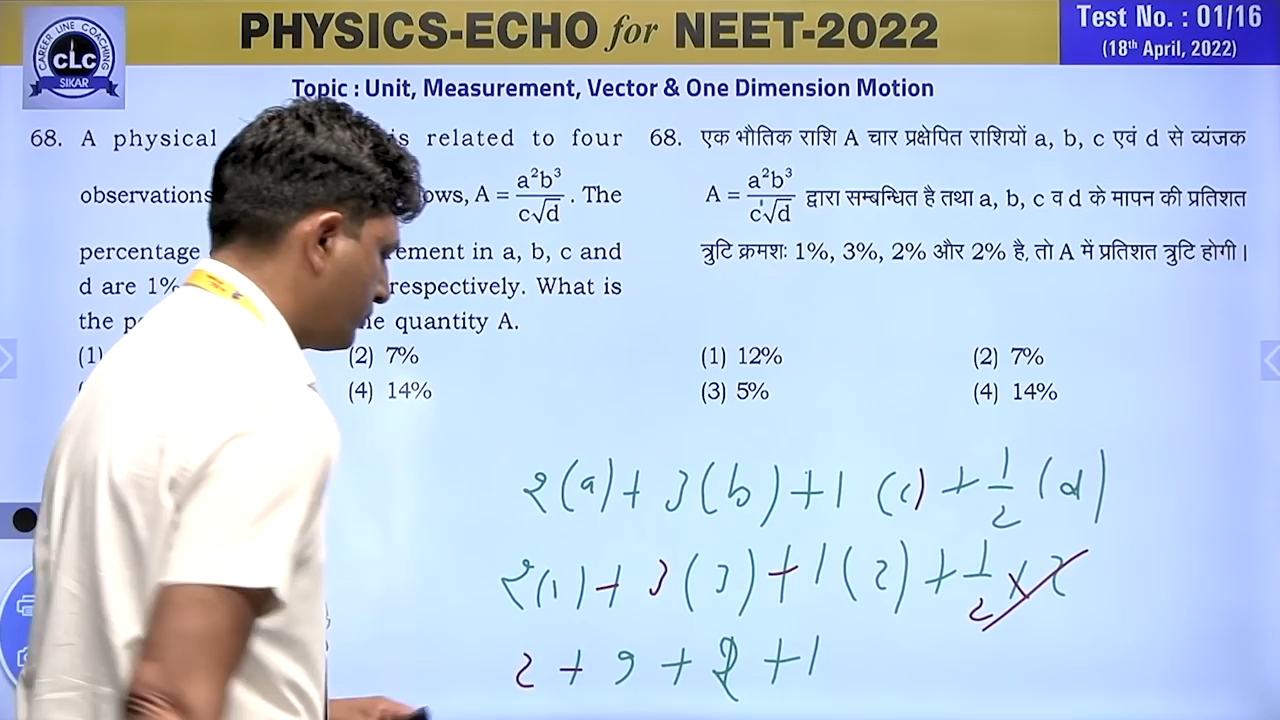 PHYSICS-ECHO for NEET-2022
Test No. : 01/16
(18th April, 2022)
CAREER LINE COACHING
CLC
SIKAR
Topic : Unit, Measurement, Vector & One Dimension Motion
68. A physical is related to four
observations A = a²b³/c√d . The
percentage in a, b, c and
d are 1% respectively. What is
the quantity A.
(1) (2) 7%
(4) 14%
68. एक भौतिक राशि A चार प्रक्षेपित राशियों a, b, c एवं d से व्यंजक
A = a²b³/c√d द्वारा सम्बन्धित है तथा a, b, c व d के मापन की प्रतिशत
त्रुटि क्रमशः 1%, 3%, 2% और 2% है, तो A में प्रतिशत त्रुटि होगी।
(1) 12% (2) 7%
(3) 5% (4) 14%
2(a) + 3(b) + 1(c) + 1/2(d)
2(1) + 3(3) + 1(2) + 1/2 × 2
2 + 9 + 2 + 1